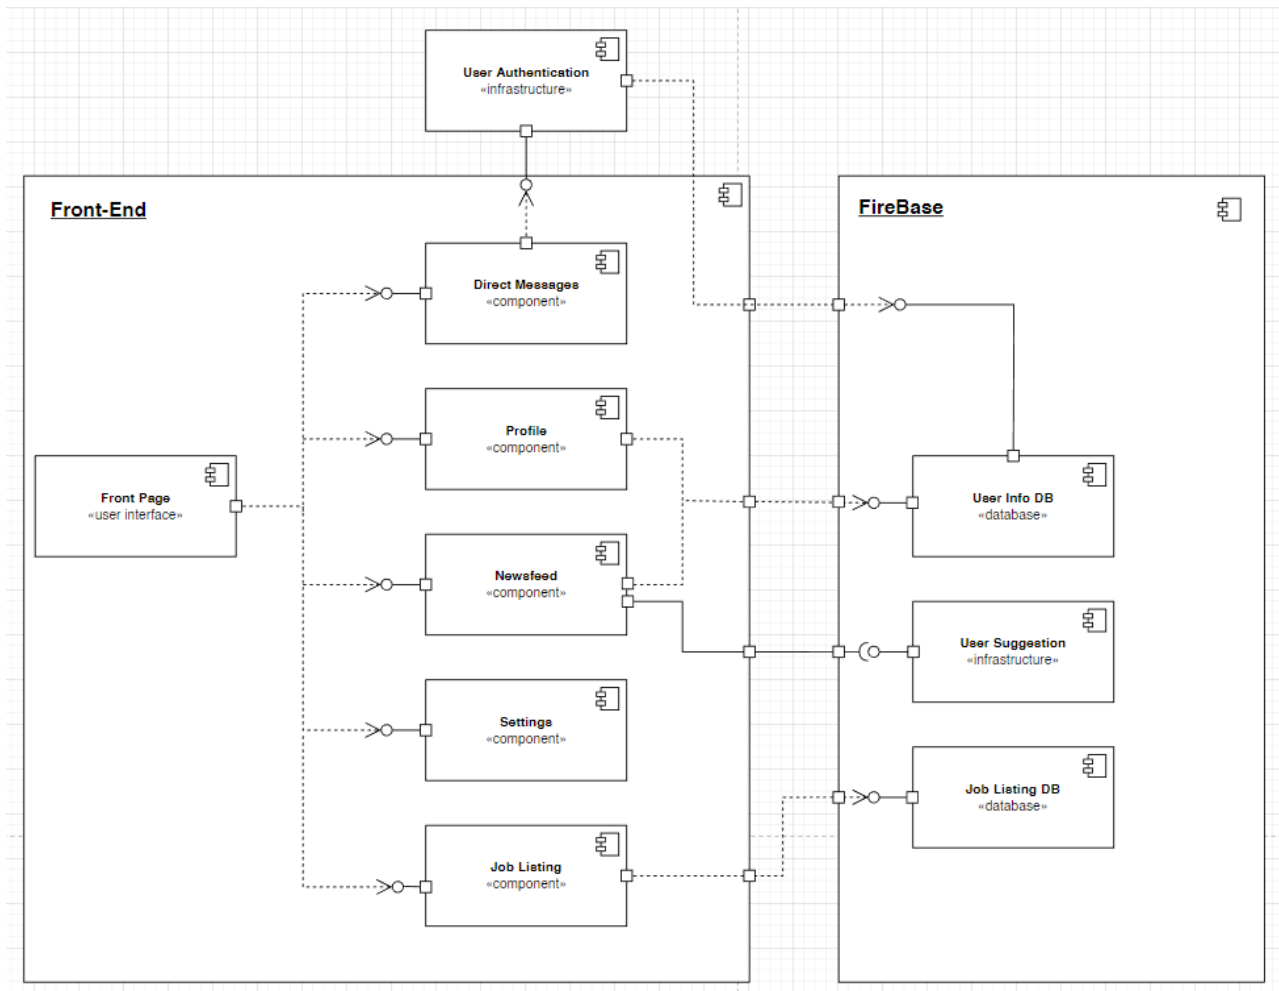 User Authentication
«infrastructure»
Front-End
FireBase
Direct Messages
«component»
Profile
«component»
Front Page
«user interface»
User Info DB
«database»
Newsfeed
«component»
User Suggestion
«infrastructure»
Settings
«component»
Job Listing DB
«database»
Job Listing
«component»